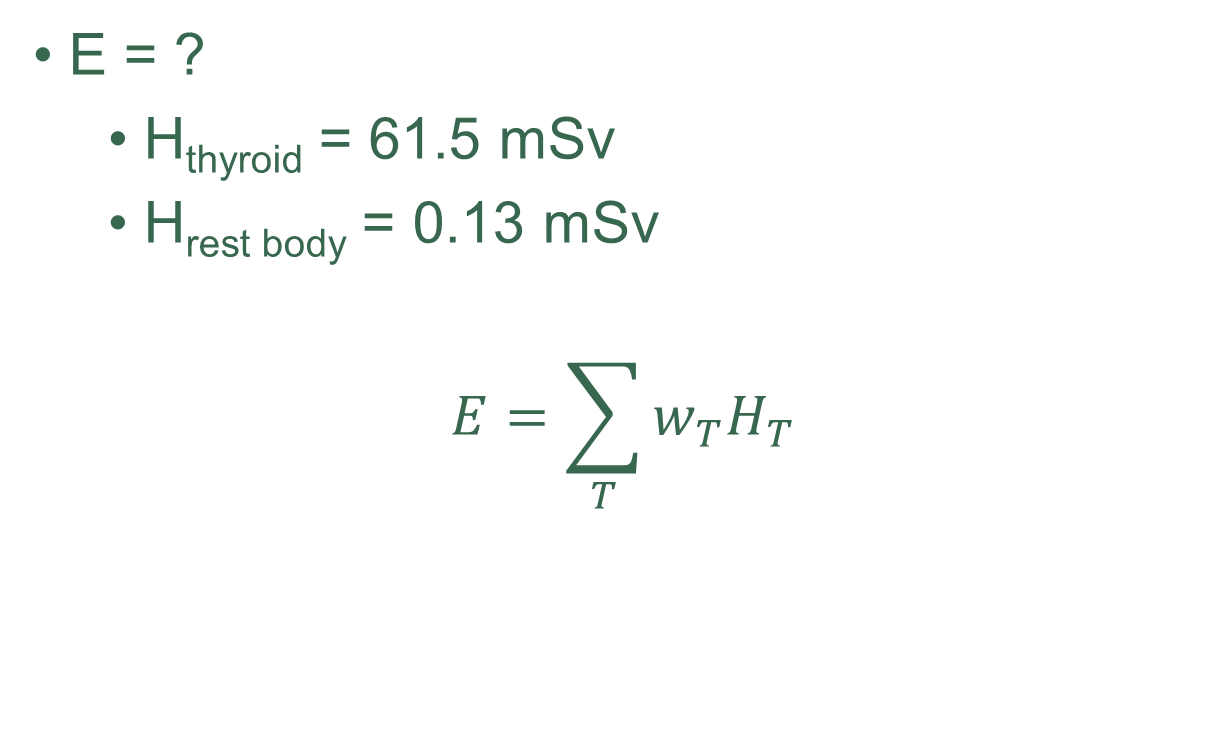 • E = ?
• H_thyroid = 61.5 mSv
• H_rest body = 0.13 mSv
E = ∑_T w_T H_T